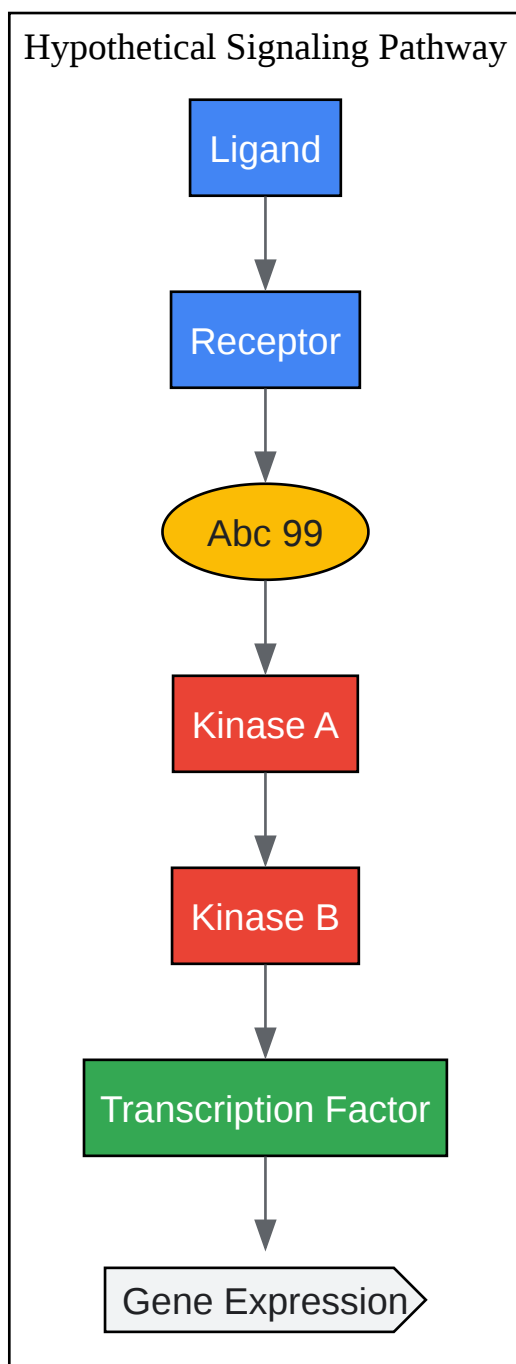 Hypothetical Signaling Pathway
Ligand
Receptor
Abc 99
Kinase A
Kinase B
Transcription Factor
Gene Expression